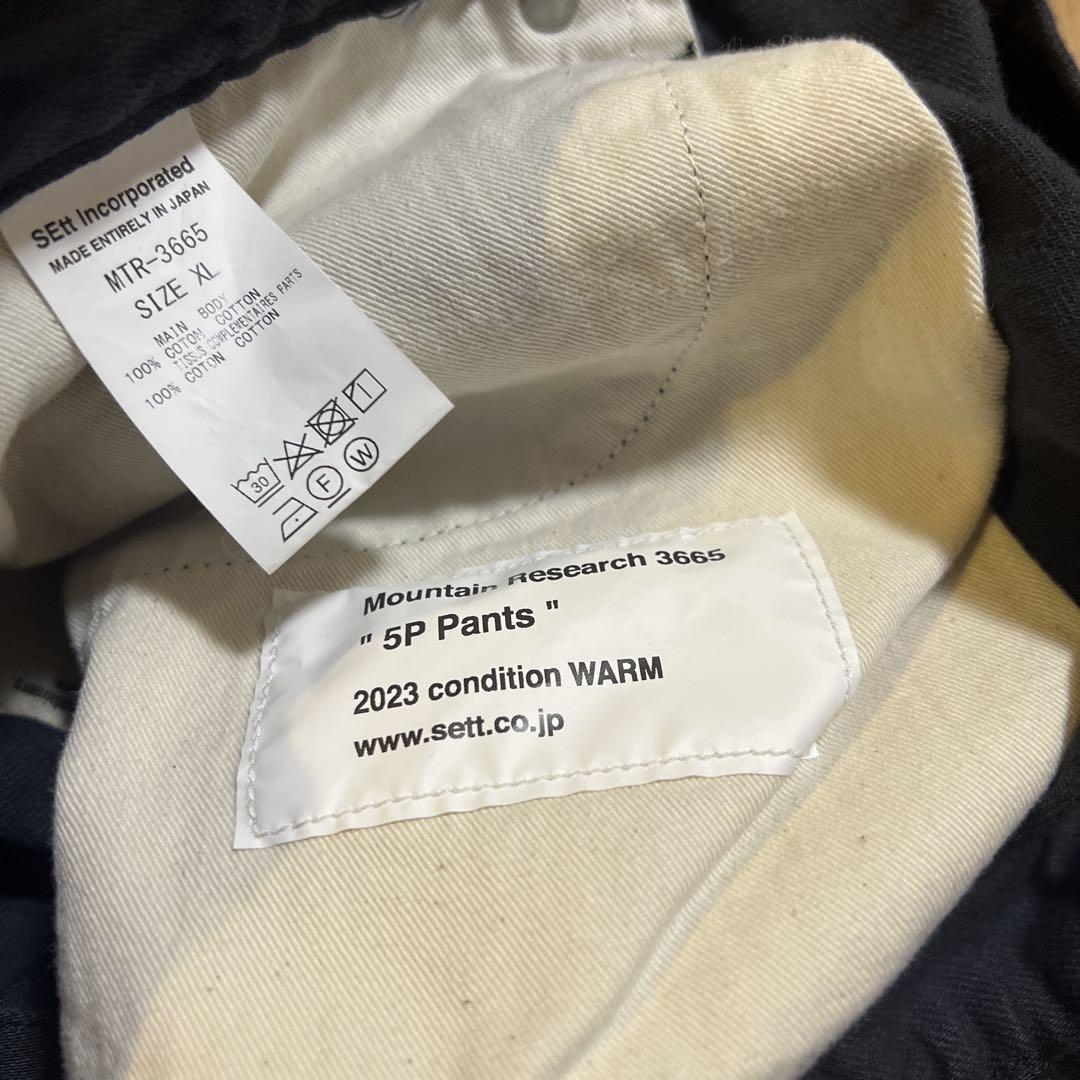 SEtt Incorporated
MADE ENTIRELY IN JAPAN
MTR-3665
SIZE XL
MAIN BODY
100% COTON COTTON
TISSUS COMPLEMENTAIRES PARTS
100% COTON COTTON
30
F
W
Mountain Research 3665
" 5P Pants "
2023 condition WARM
www.sett.co.jp